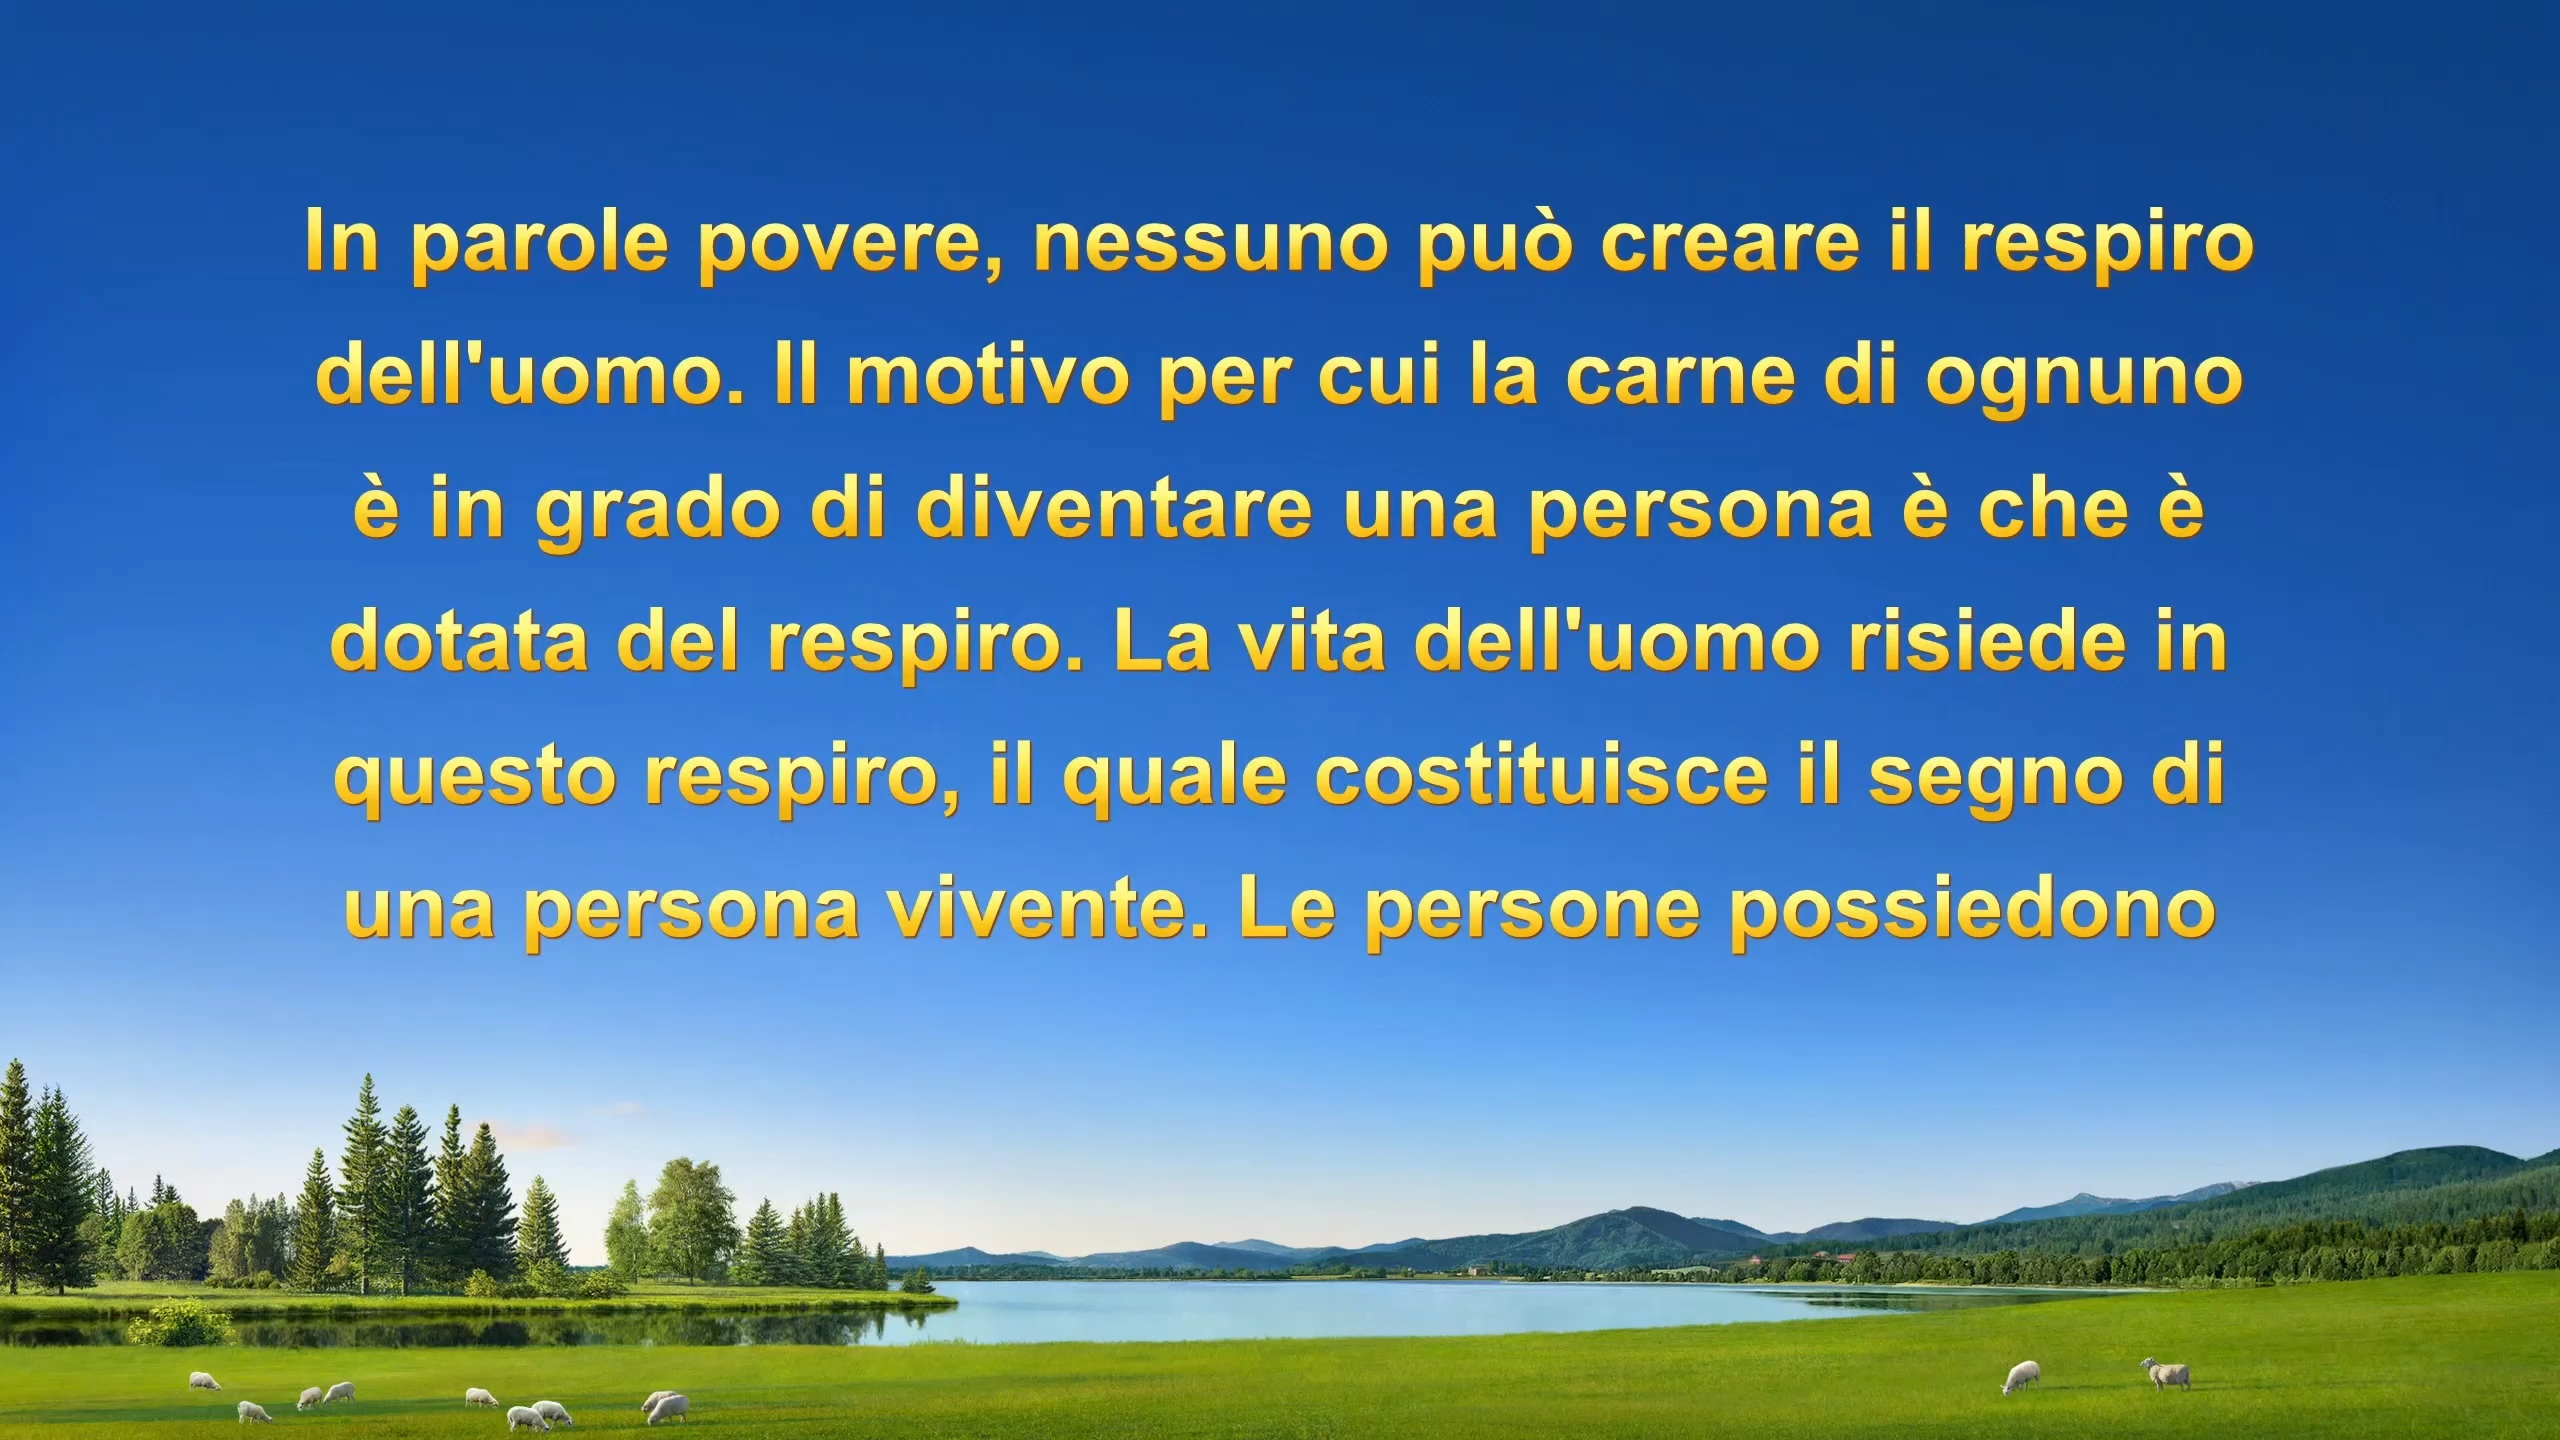 In parole povere, nessuno può creare il respiro
dell'uomo. Il motivo per cui la carne di ognuno
è in grado di diventare una persona è che è
dotata del respiro. La vita dell'uomo risiede in
questo respiro, il quale costituisce il segno di
una persona vivente. Le persone possiedono